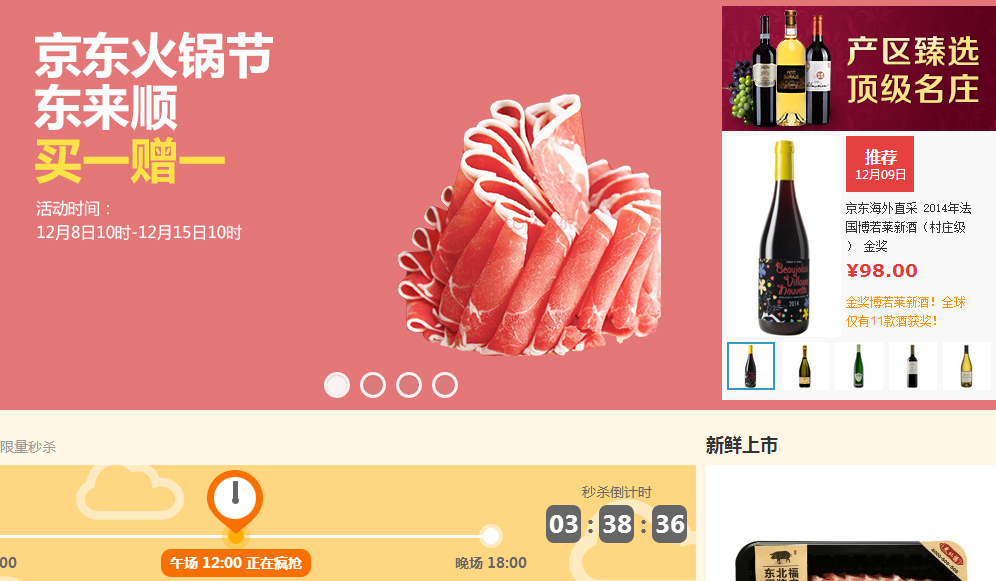 京东火锅节
东来顺
买一赠一
活动时间：
12月8日10时-12月15日10时
产区臻选
顶级名庄
推荐
12月09日
京东海外直采 2014年法
国博若莱新酒（村庄级
） 金奖
¥98.00
金奖博若莱新酒！全球
仅有11款酒获奖！
Beaujolais
Village
Nouveau
2014
限量秒杀
新鲜上市
秒杀倒计时
03 : 38 : 36
00
午场 12:00 正在疯抢
晚场 18:00
东北福